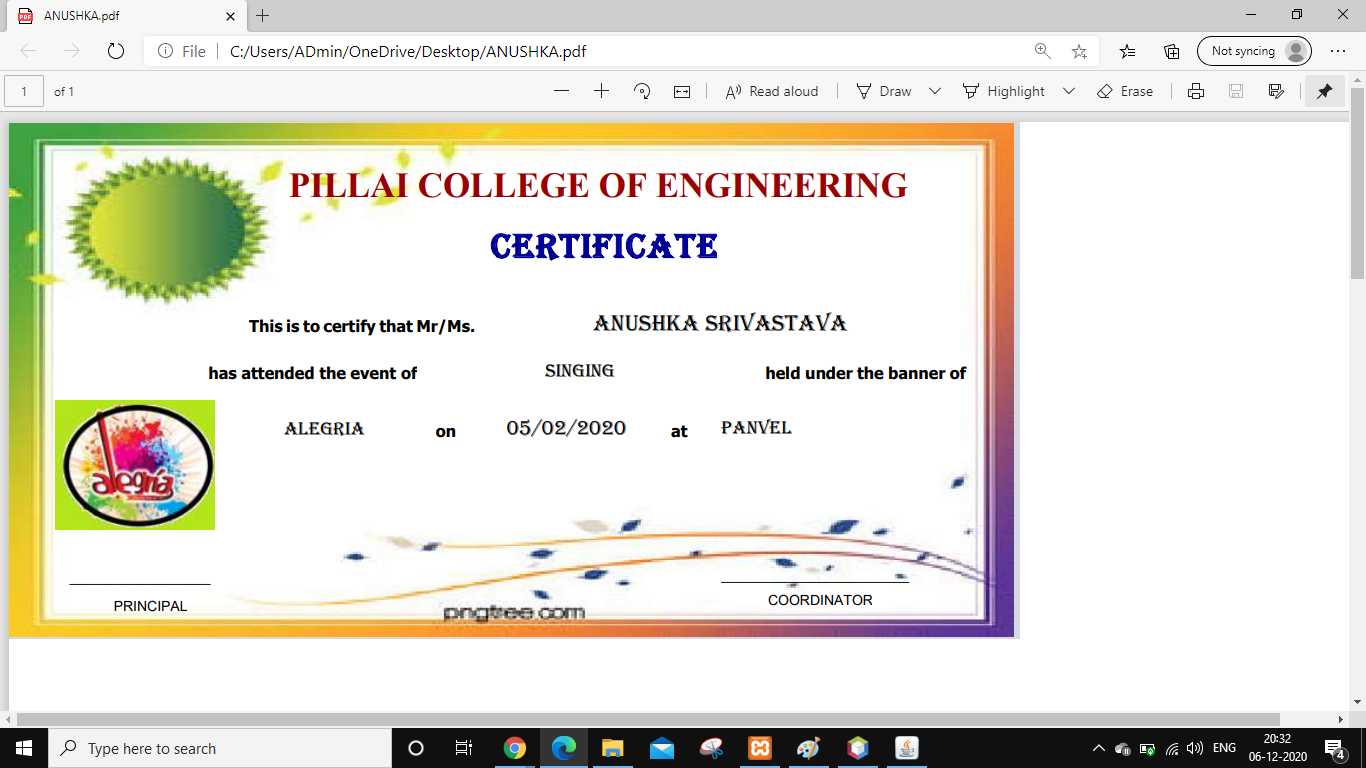 ANUSHKA.pdf
File
C:/Users/ADmin/OneDrive/Desktop/ANUSHKA.pdf
Not syncing
1 of 1
Read aloud
Draw
Highlight
Erase
PILLAI COLLEGE OF ENGINEERING
CERTIFICATE
This is to certify that Mr/Ms. ANUSHKA SRIVASTAVA
has attended the event of SINGING held under the banner of
ALEGRIA on 05/02/2020 at PANVEL
alegría
PRINCIPAL
COORDINATOR
pngtree.com
Type here to search
ENG
20:32
06-12-2020
4